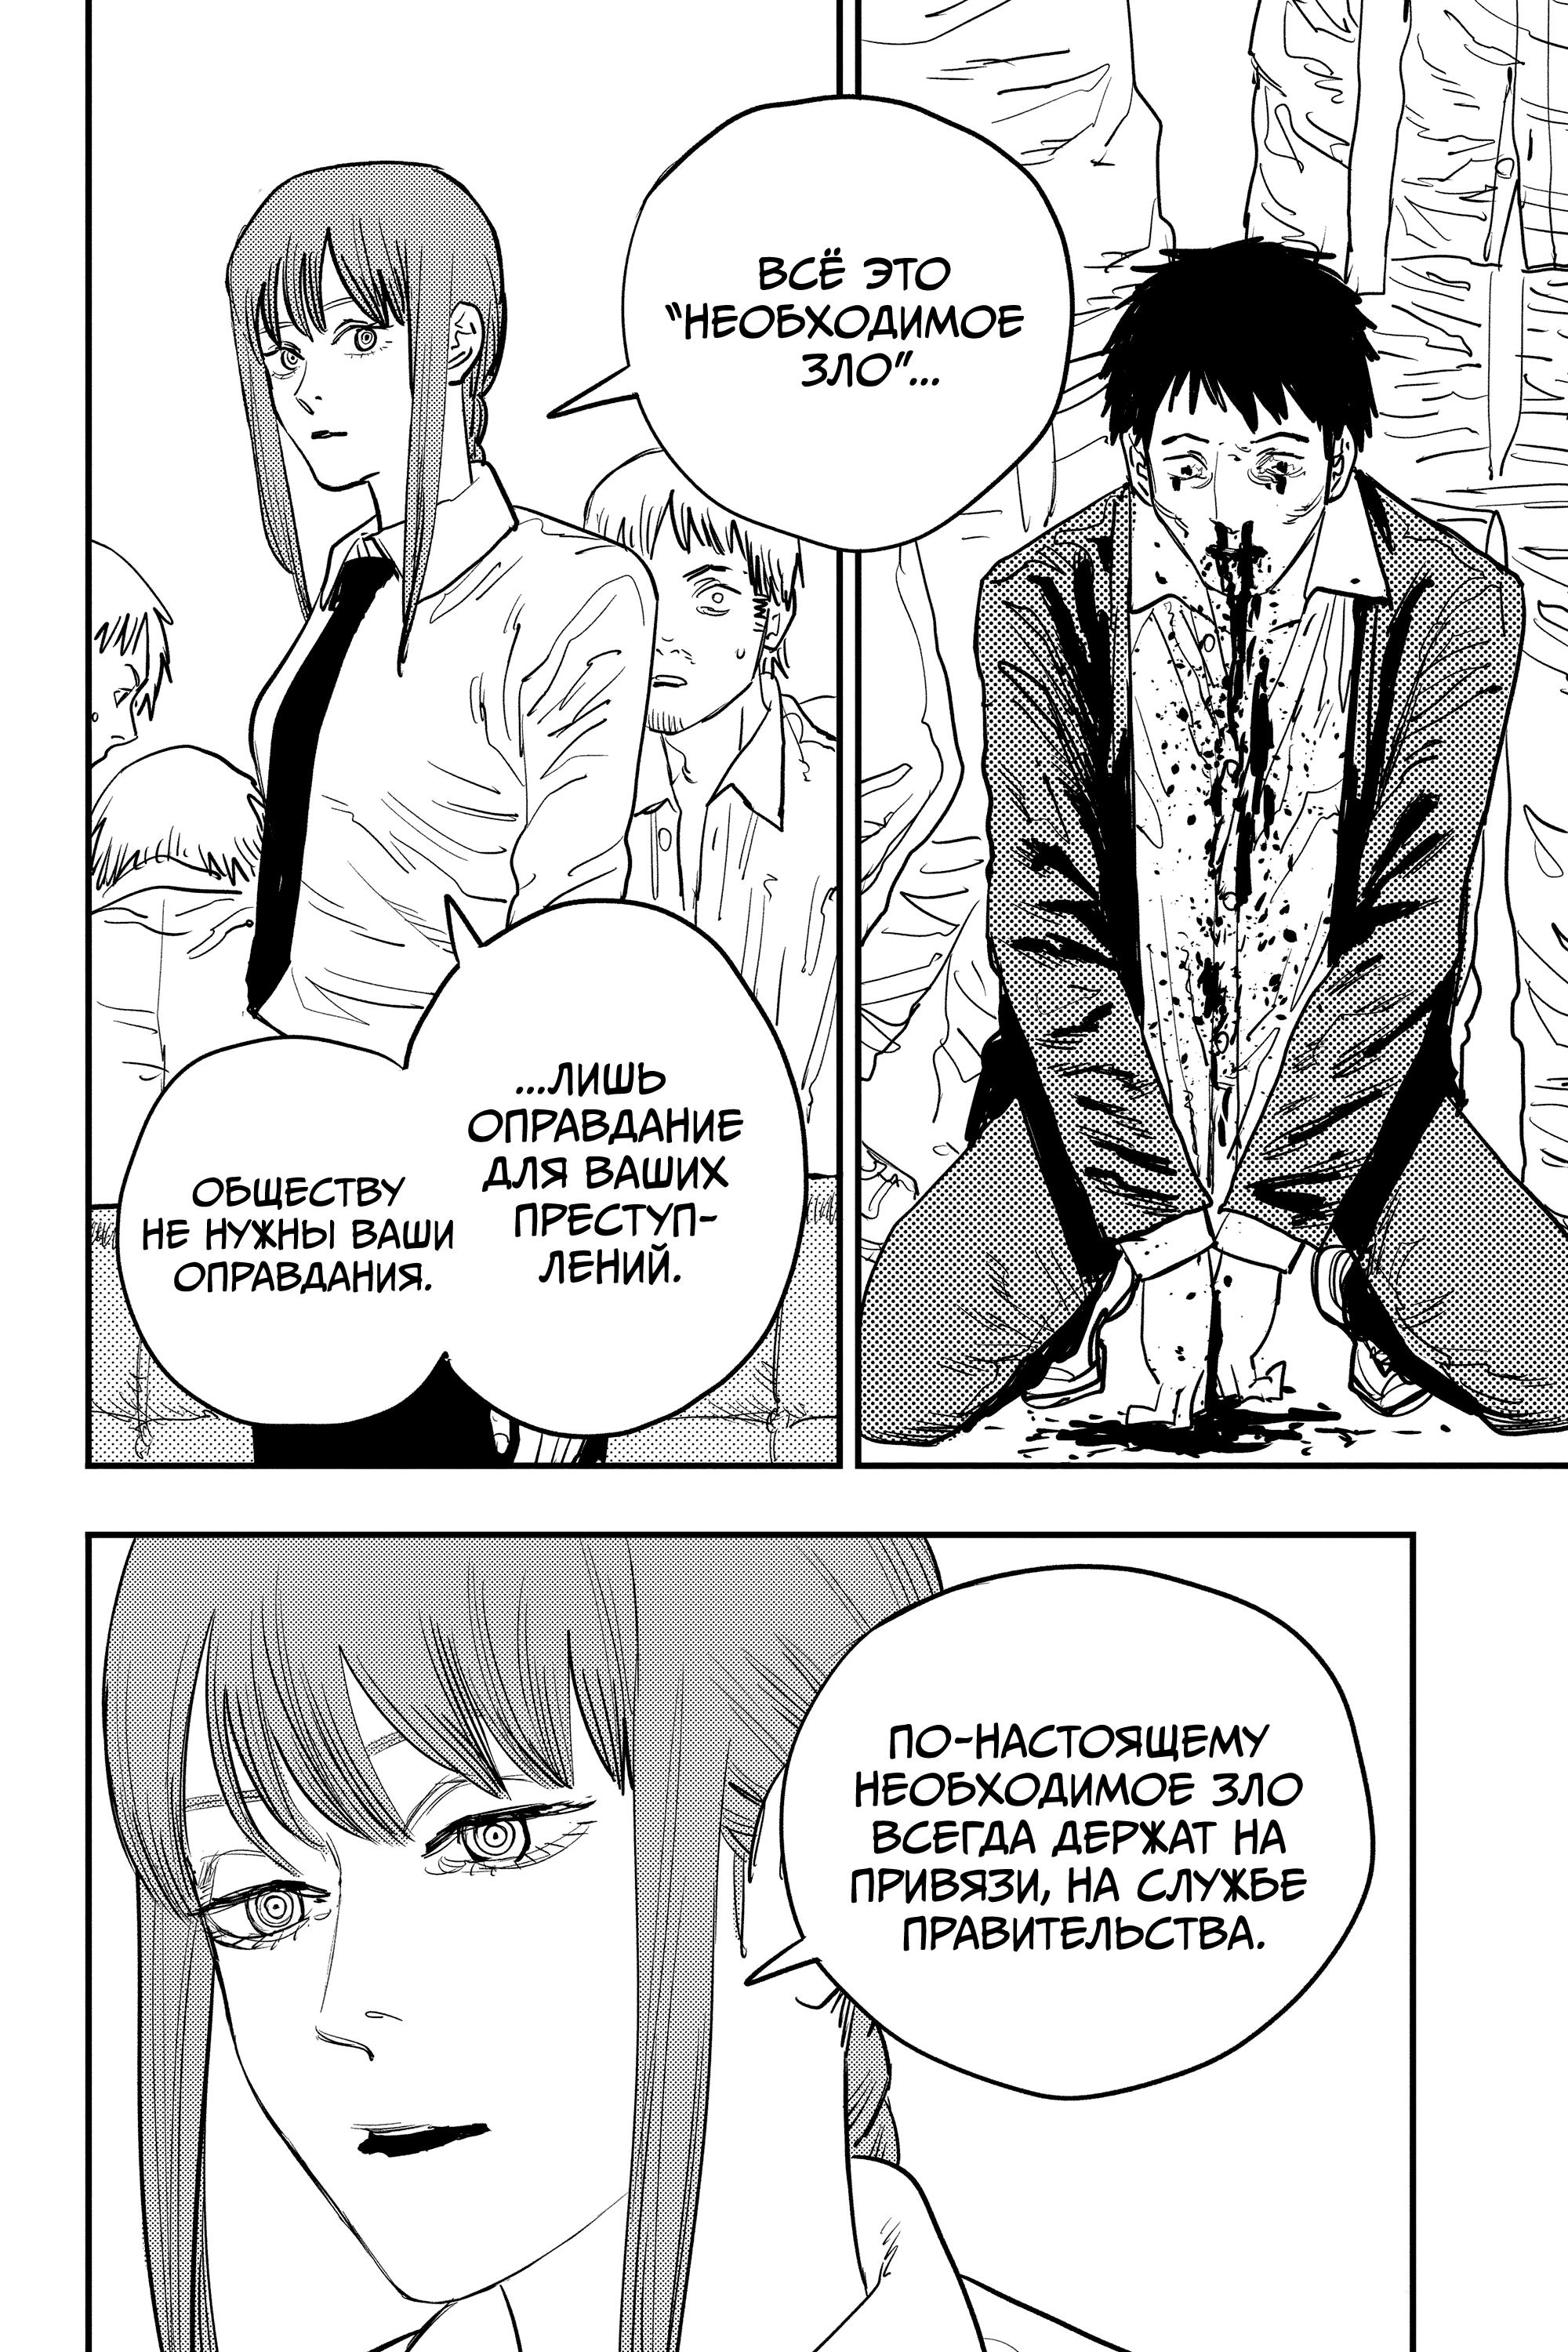 ВСЁ ЭТО
“НЕОБХОДИМОЕ
ЗЛО”...
...ЛИШЬ
ОПРАВДАНИЕ
ДЛЯ ВАШИХ
ПРЕСТУП-
ЛЕНИЙ.
ОБЩЕСТВУ
НЕ НУЖНЫ ВАШИ
ОПРАВДАНИЯ.
ПО-НАСТОЯЩЕМУ
НЕОБХОДИМОЕ ЗЛО
ВСЕГДА ДЕРЖАТ НА
ПРИВЯЗИ, НА СЛУЖБЕ
ПРАВИТЕЛЬСТВА.